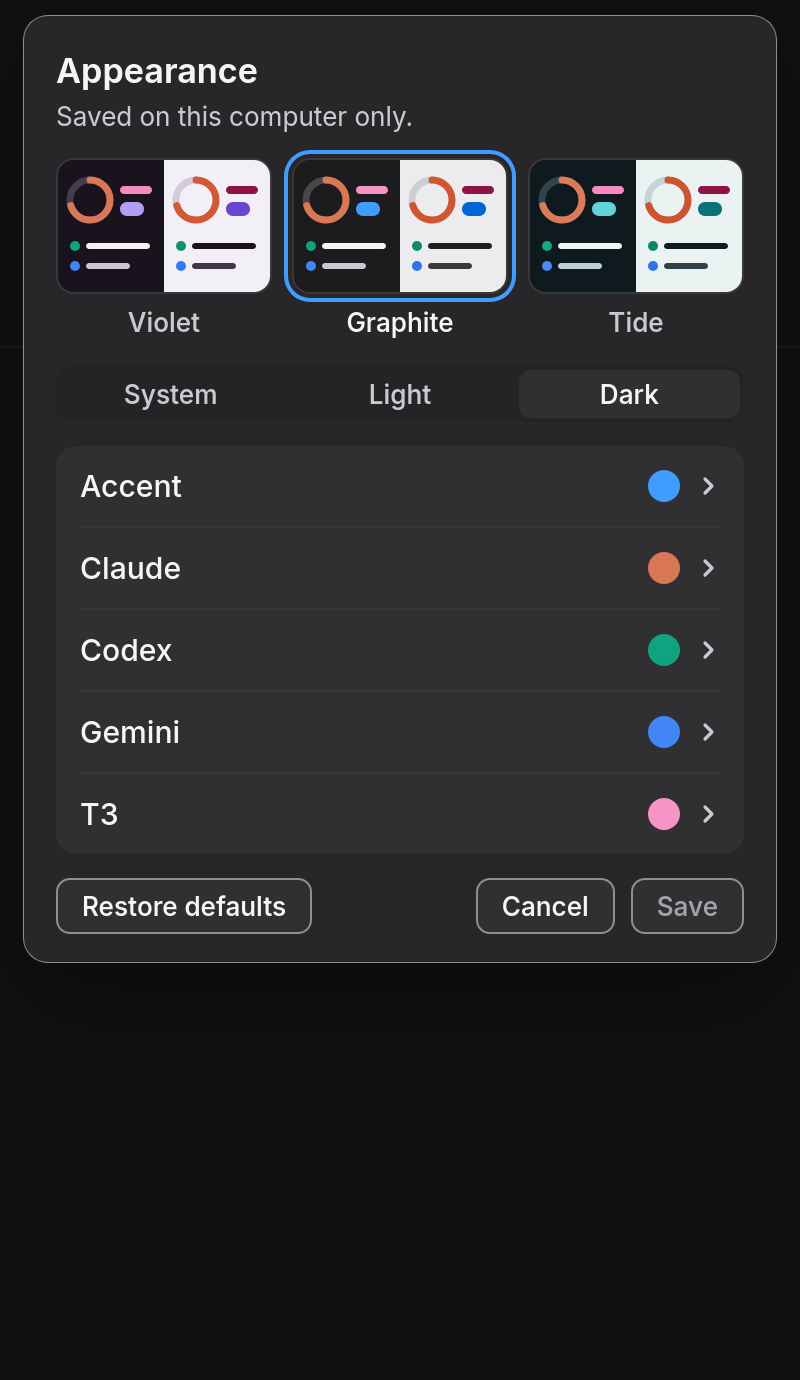 Appearance
Saved on this computer only.
Violet Graphite Tide
System Light Dark
Accent
Claude
Codex
Gemini
T3
Restore defaults Cancel Save